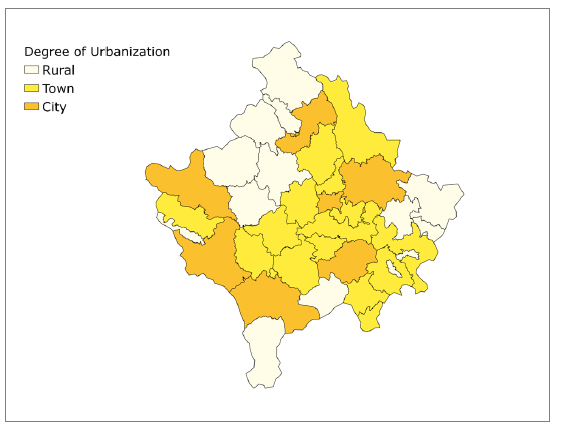 Degree of Urbanization
Rural
Town
City